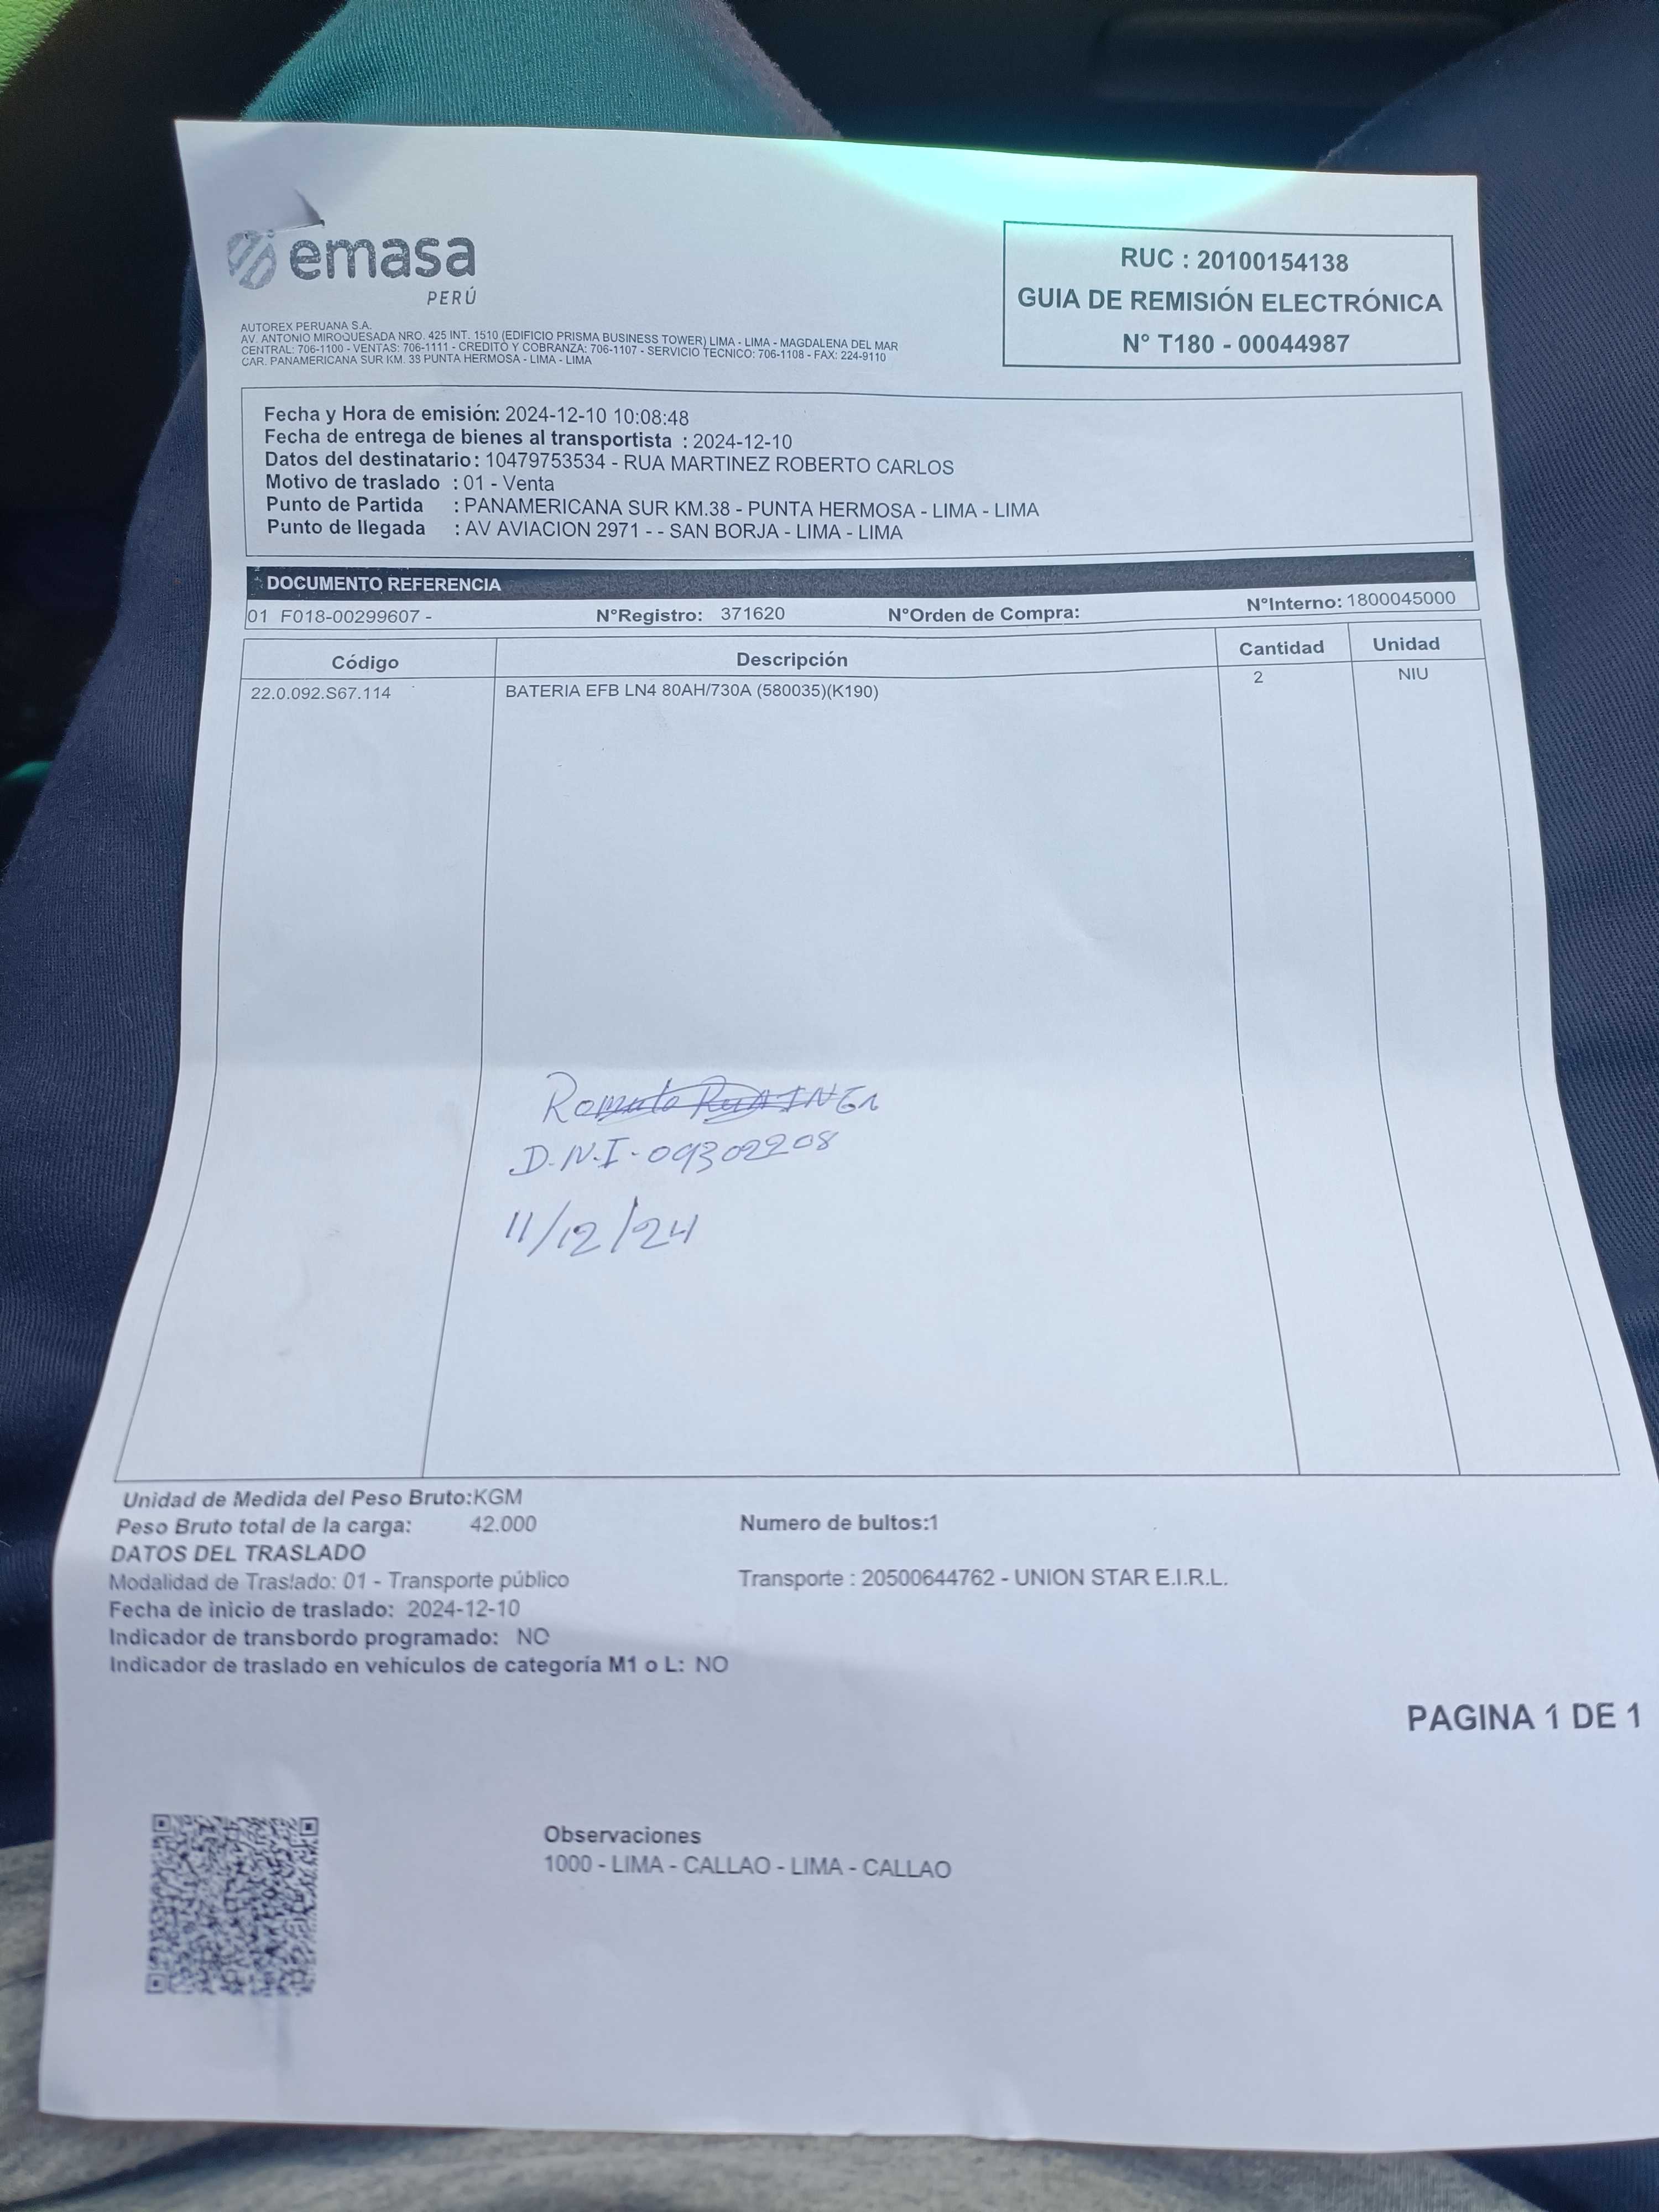 emasa
PERÚ
RUC : 20100154138
GUIA DE REMISIÓN ELECTRÓNICA
N° T180 - 00044987
AUTOREX PERUANA S.A.
AV. ANTONIO MIROQUESADA NRO. 425 INT. 1510 (EDIFICIO PRISMA BUSINESS TOWER) LIMA - LIMA - MAGDALENA DEL MAR
CENTRAL: 706-1100 - VENTAS: 706-1111 - CREDITO Y COBRANZA: 706-1107 - SERVICIO TECNICO: 706-1108 - FAX: 224-9110
CAR. PANAMERICANA SUR KM. 38 PUNTA HERMOSA - LIMA - LIMA
Fecha y Hora de emisión: 2024-12-10 10:08:48
Fecha de entrega de bienes al transportista : 2024-12-10
Datos del destinatario: 10479753534 - RUA MARTINEZ ROBERTO CARLOS
Motivo de traslado : 01 - Venta
Punto de Partida : PANAMERICANA SUR KM.38 - PUNTA HERMOSA - LIMA - LIMA
Punto de llegada : AV AVIACION 2971 - - SAN BORJA - LIMA - LIMA
DOCUMENTO REFERENCIA
01 F018-00299607 - N°Registro: 371620 N°Orden de Compra: N°Interno: 1800045000
Código Descripción Cantidad Unidad
22.0.092.S67.114 BATERIA EFB LN4 80AH/730A (580035)(K190) 2 NIU
D.N.I. 09302208
11/12/24
Unidad de Medida del Peso Bruto:KGM
Peso Bruto total de la carga: 42.000 Numero de bultos:1
DATOS DEL TRASLADO
Modalidad de Traslado: 01 - Transporte público Transporte : 20500644762 - UNION STAR E.I.R.L.
Fecha de inicio de traslado: 2024-12-10
Indicador de transbordo programado: NO
Indicador de traslado en vehículos de categoría M1 o L: NO
PAGINA 1 DE 1
Observaciones
1000 - LIMA - CALLAO - LIMA - CALLAO